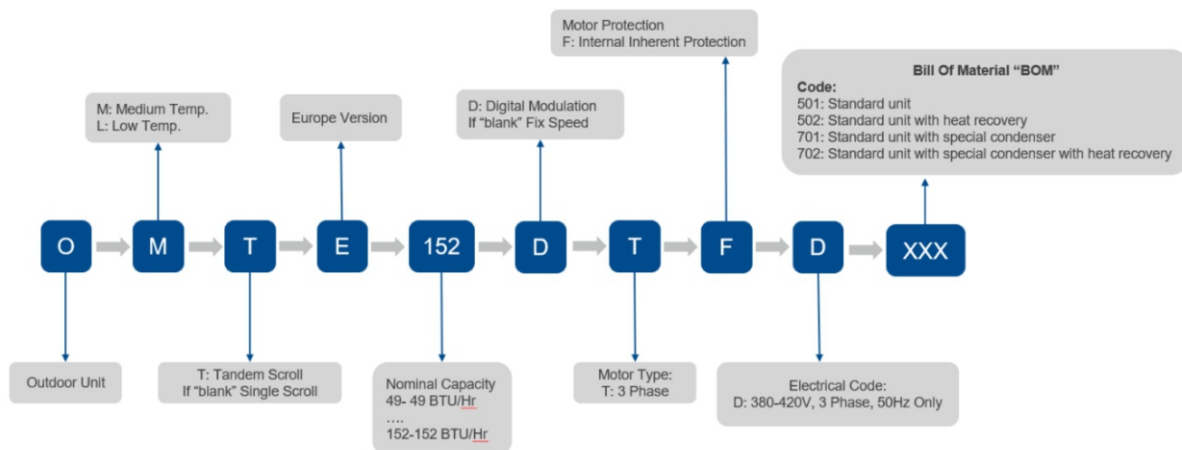 Motor Protection
F: Internal Inherent Protection
Bill Of Material “BOM”
Code:
501: Standard unit
502: Standard unit with heat recovery
701: Standard unit with special condenser
702: Standard unit with special condenser with heat recovery
M: Medium Temp.
L: Low Temp.
Europe Version
D: Digital Modulation
If “blank” Fix Speed
O
M
T
E
152
D
T
F
D
XXX
Outdoor Unit
T: Tandem Scroll
If “blank” Single Scroll
Nominal Capacity
49- 49 BTU/Hr
....
152-152 BTU/Hr
Motor Type:
T: 3 Phase
Electrical Code:
D: 380-420V, 3 Phase, 50Hz Only